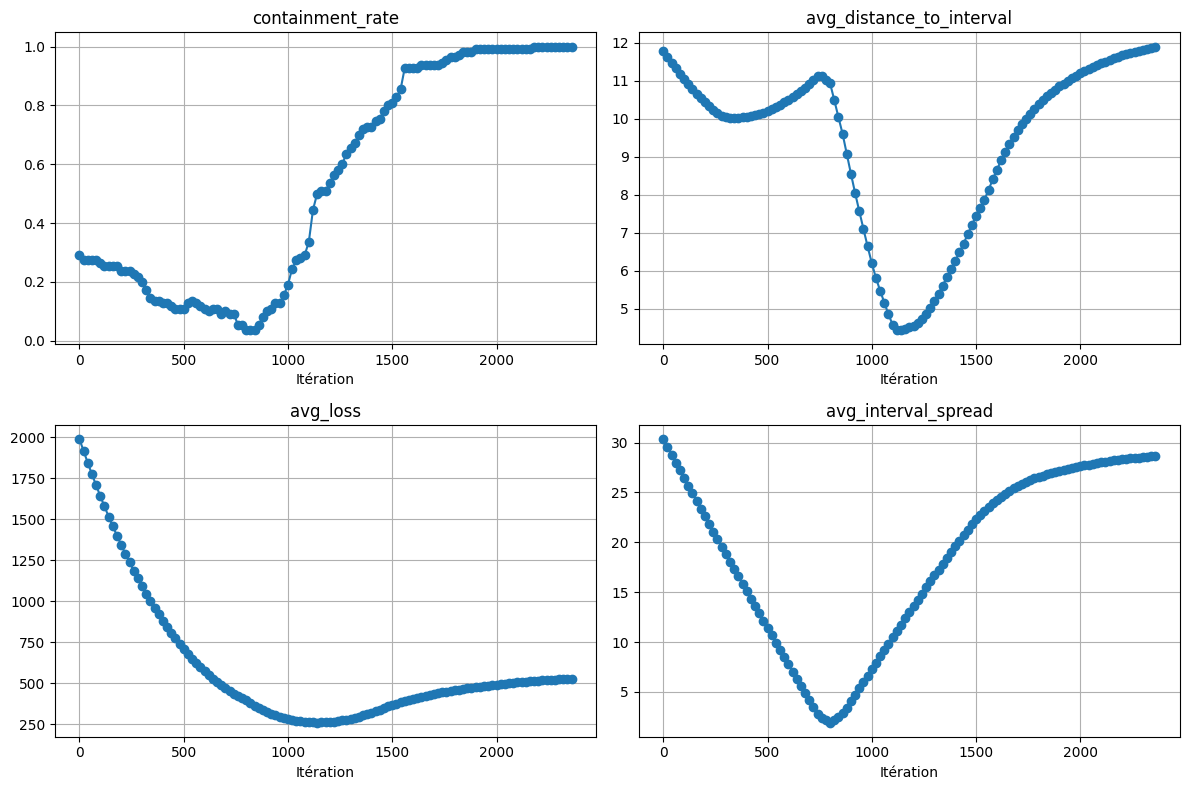 containment_rate
1.0
0.8
0.6
0.4
0.2
0.0
0 500 1000 1500 2000
Itération
avg_distance_to_interval
12
11
10
9
8
7
6
5
0 500 1000 1500 2000
Itération
avg_loss
2000
1750
1500
1250
1000
750
500
250
0 500 1000 1500 2000
Itération
avg_interval_spread
30
25
20
15
10
5
0 500 1000 1500 2000
Itération